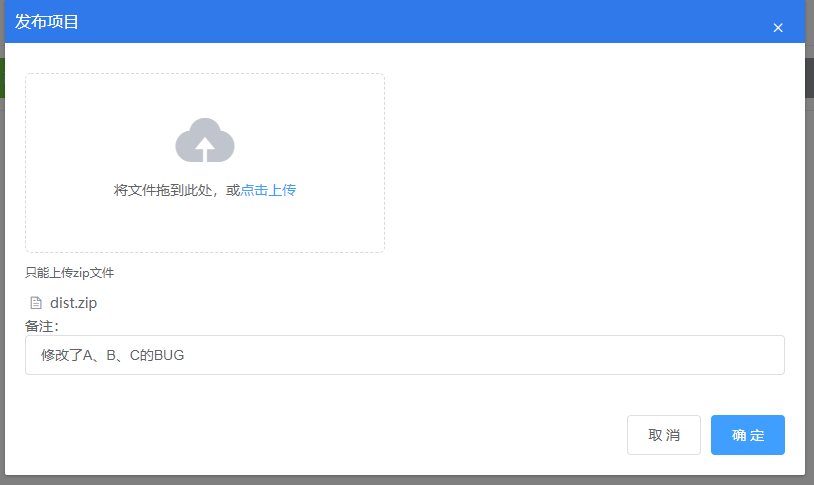 发布项目
将文件拖到此处，或点击上传
只能上传zip文件
dist.zip
备注：
修改了A、B、C的BUG
取 消
确 定